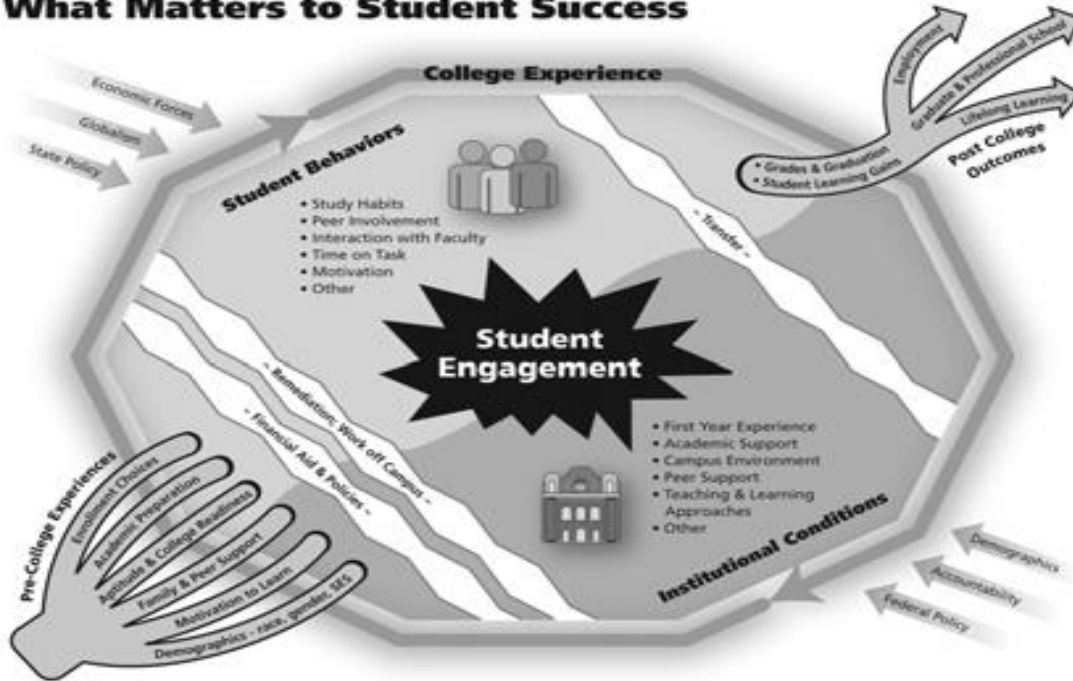 What Matters to Student Success
College Experience
Economic Forces
Globalism
State Policy
Student Behaviors
• Study Habits
• Peer Involvement
• Interaction with Faculty
• Time on Task
• Motivation
• Other
~ Transfer ~
Employment
Graduate & Professional School
Lifelong Learning
• Grades & Graduation
• Student Learning Gains
Post College
Outcomes
Student
Engagement
~ Remediation; Work off Campus ~
~ Financial Aid & Policies ~
• First Year Experience
• Academic Support
• Campus Environment
• Peer Support
• Teaching & Learning
Approaches
• Other
Institutional Conditions
Pre-College Experiences
Enrollment Choices
Academic Preparation
Aptitude & College Readiness
Family & Peer Support
Motivation to Learn
Demographics - race, gender, SES
Demographics
Accountability
Federal Policy